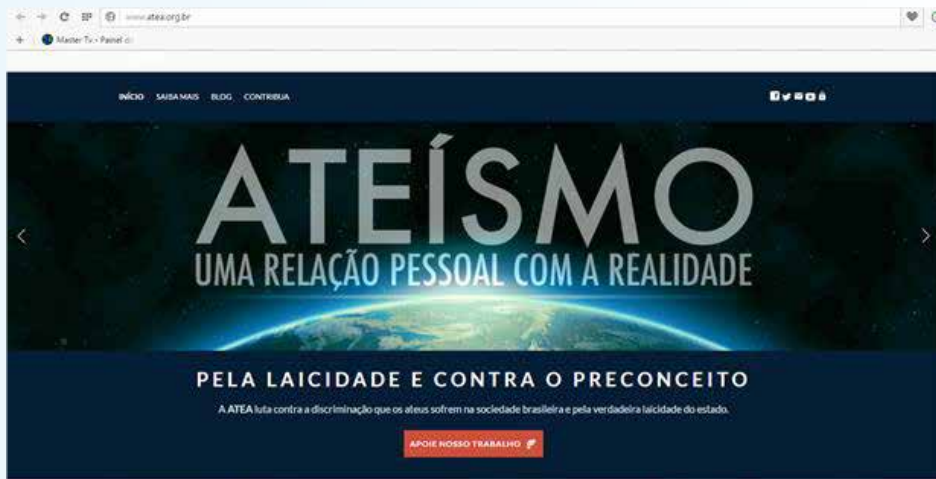 www.atea.org.br
Master Tv - Painel d
INÍCIO SAIBA MAIS BLOG CONTRIBUA
ATEÍSMO
UMA RELAÇÃO PESSOAL COM A REALIDADE
PELA LAICIDADE E CONTRA O PRECONCEITO
A ATEA luta contra a discriminação que os ateus sofrem na sociedade brasileira e pela verdadeira laicidade do estado.
APOIE NOSSO TRABALHO